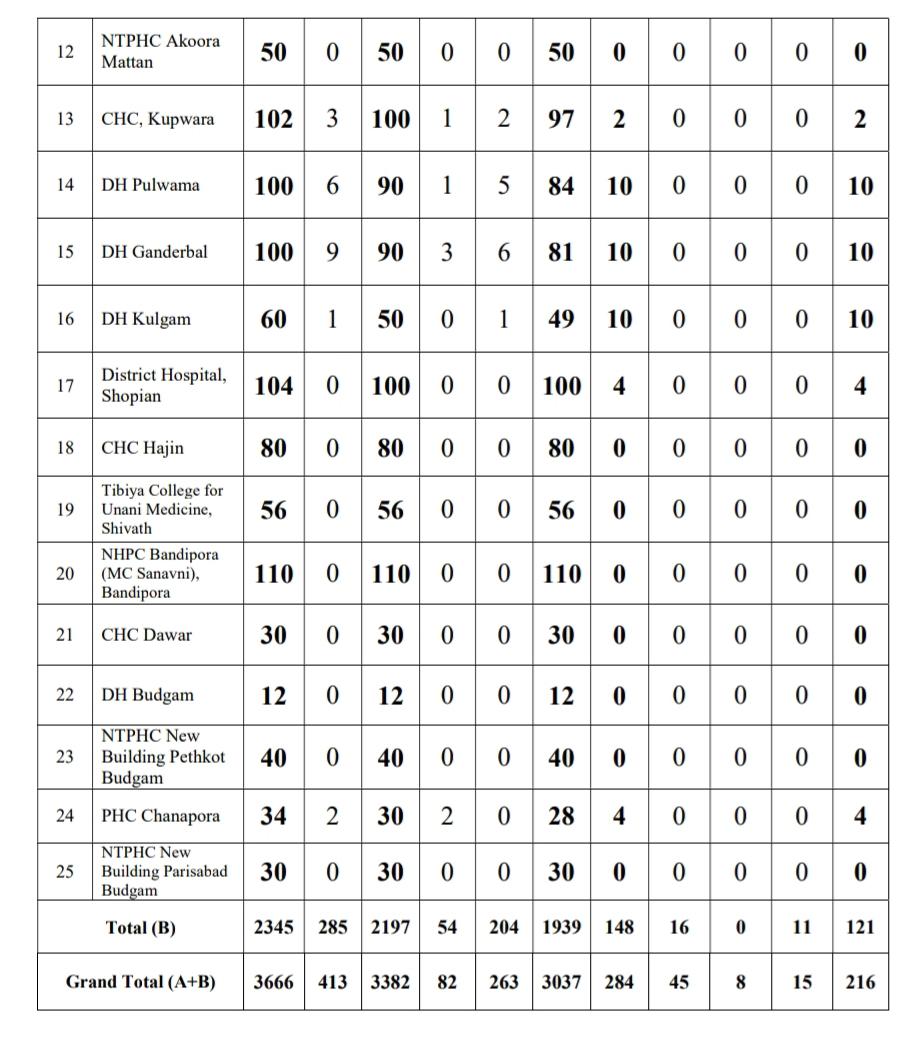 12 NTPHC Akoora Mattan 50 0 50 0 0 50 0 0 0 0 0
13 CHC, Kupwara 102 3 100 1 2 97 2 0 0 0 2
14 DH Pulwama 100 6 90 1 5 84 10 0 0 0 10
15 DH Ganderbal 100 9 90 3 6 81 10 0 0 0 10
16 DH Kulgam 60 1 50 0 1 49 10 0 0 0 10
17 District Hospital, Shopian 104 0 100 0 0 100 4 0 0 0 4
18 CHC Hajin 80 0 80 0 0 80 0 0 0 0 0
19 Tibiya College for Unani Medicine, Shivath 56 0 56 0 0 56 0 0 0 0 0
20 NHPC Bandipora (MC Sanavni), Bandipora 110 0 110 0 0 110 0 0 0 0 0
21 CHC Dawar 30 0 30 0 0 30 0 0 0 0 0
22 DH Budgam 12 0 12 0 0 12 0 0 0 0 0
23 NTPHC New Building Pethkot Budgam 40 0 40 0 0 40 0 0 0 0 0
24 PHC Chanapora 34 2 30 2 0 28 4 0 0 0 4
25 NTPHC New Building Parisabad Budgam 30 0 30 0 0 30 0 0 0 0 0
Total (B) 2345 285 2197 54 204 1939 148 16 0 11 121
Grand Total (A+B) 3666 413 3382 82 263 3037 284 45 8 15 216